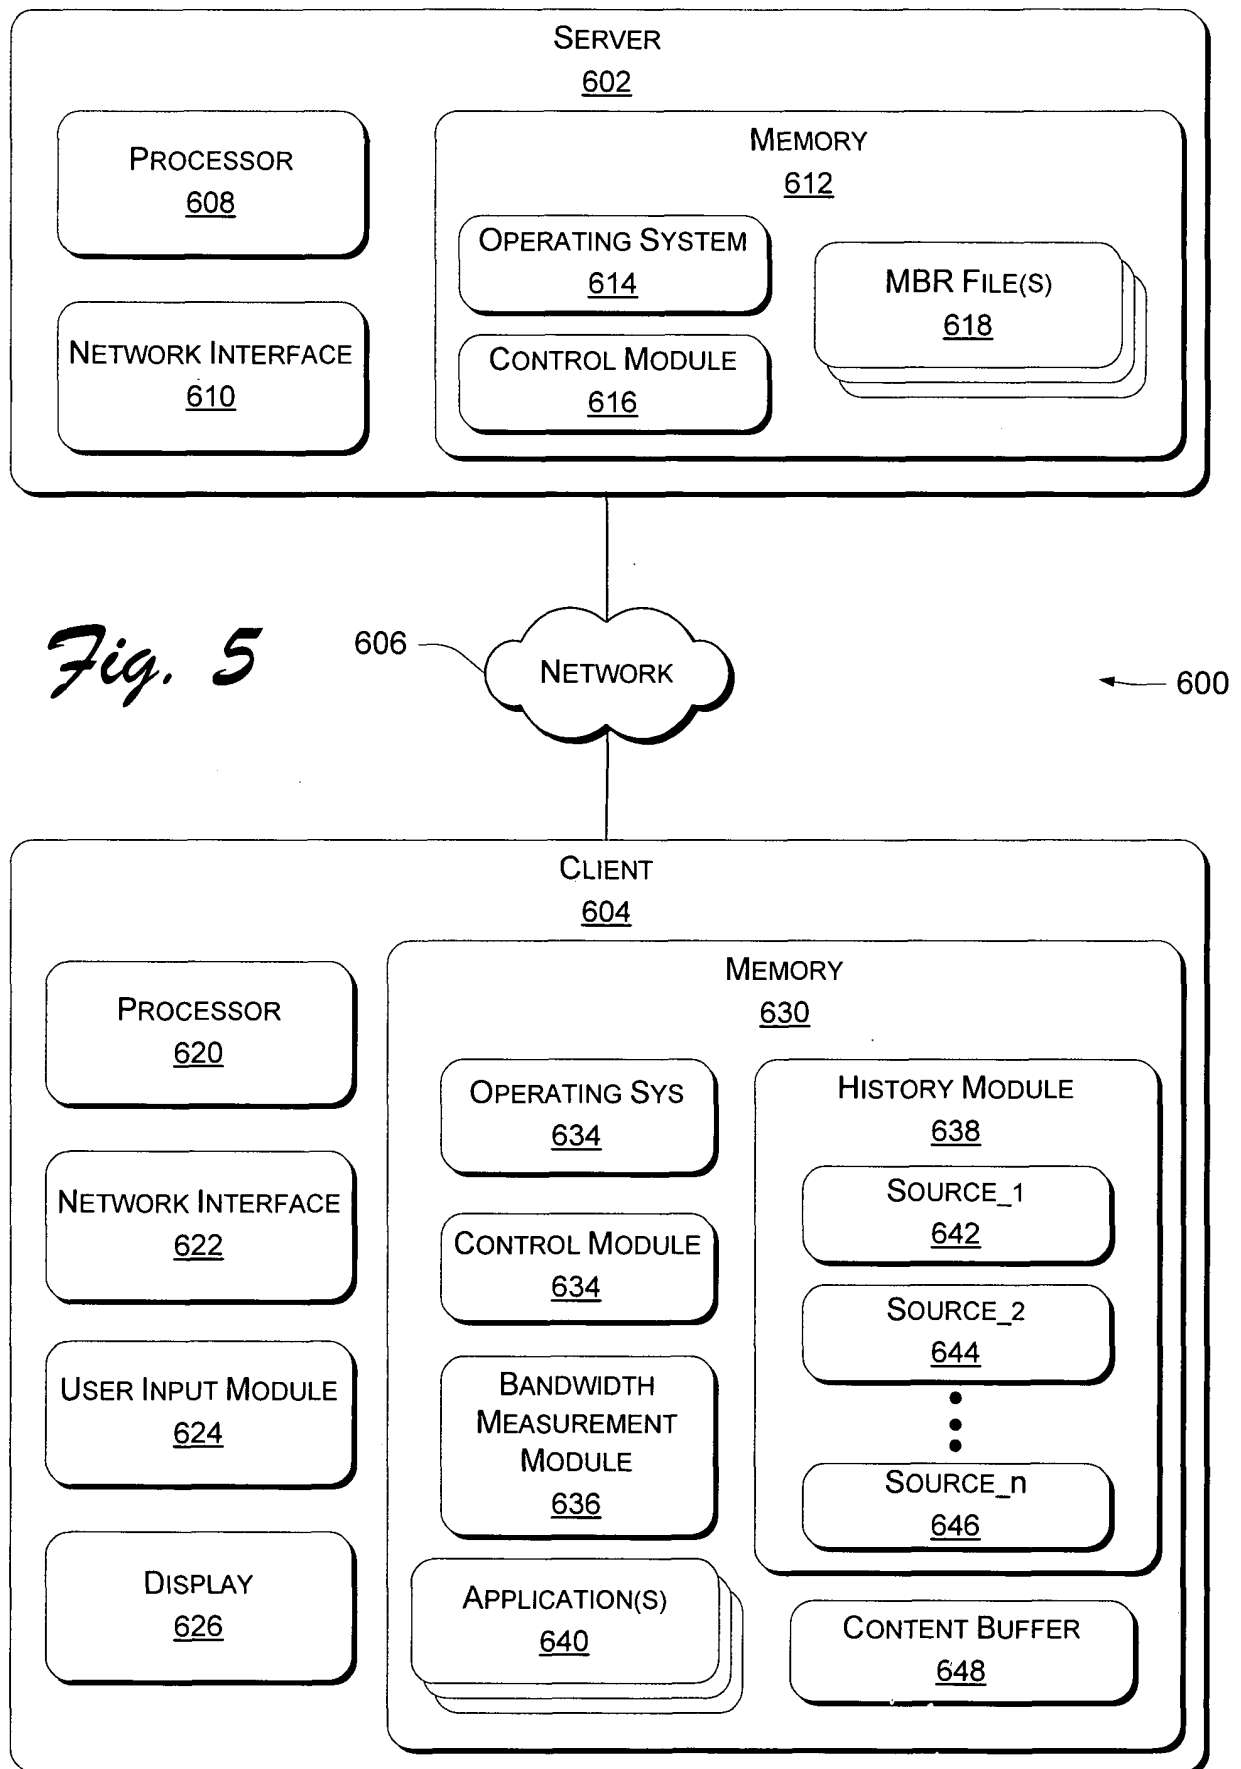 SERVER
602
PROCESSOR
608
NETWORK INTERFACE
610
MEMORY
612
OPERATING SYSTEM
614
CONTROL MODULE
616
MBR FILE(S)
618
Fig. 5
606
NETWORK
600
CLIENT
604
PROCESSOR
620
NETWORK INTERFACE
622
USER INPUT MODULE
624
DISPLAY
626
MEMORY
630
OPERATING SYS
634
CONTROL MODULE
634
BANDWIDTH
MEASUREMENT
MODULE
636
APPLICATION(S)
640
HISTORY MODULE
638
SOURCE_1
642
SOURCE_2
644
SOURCE_n
646
CONTENT BUFFER
648